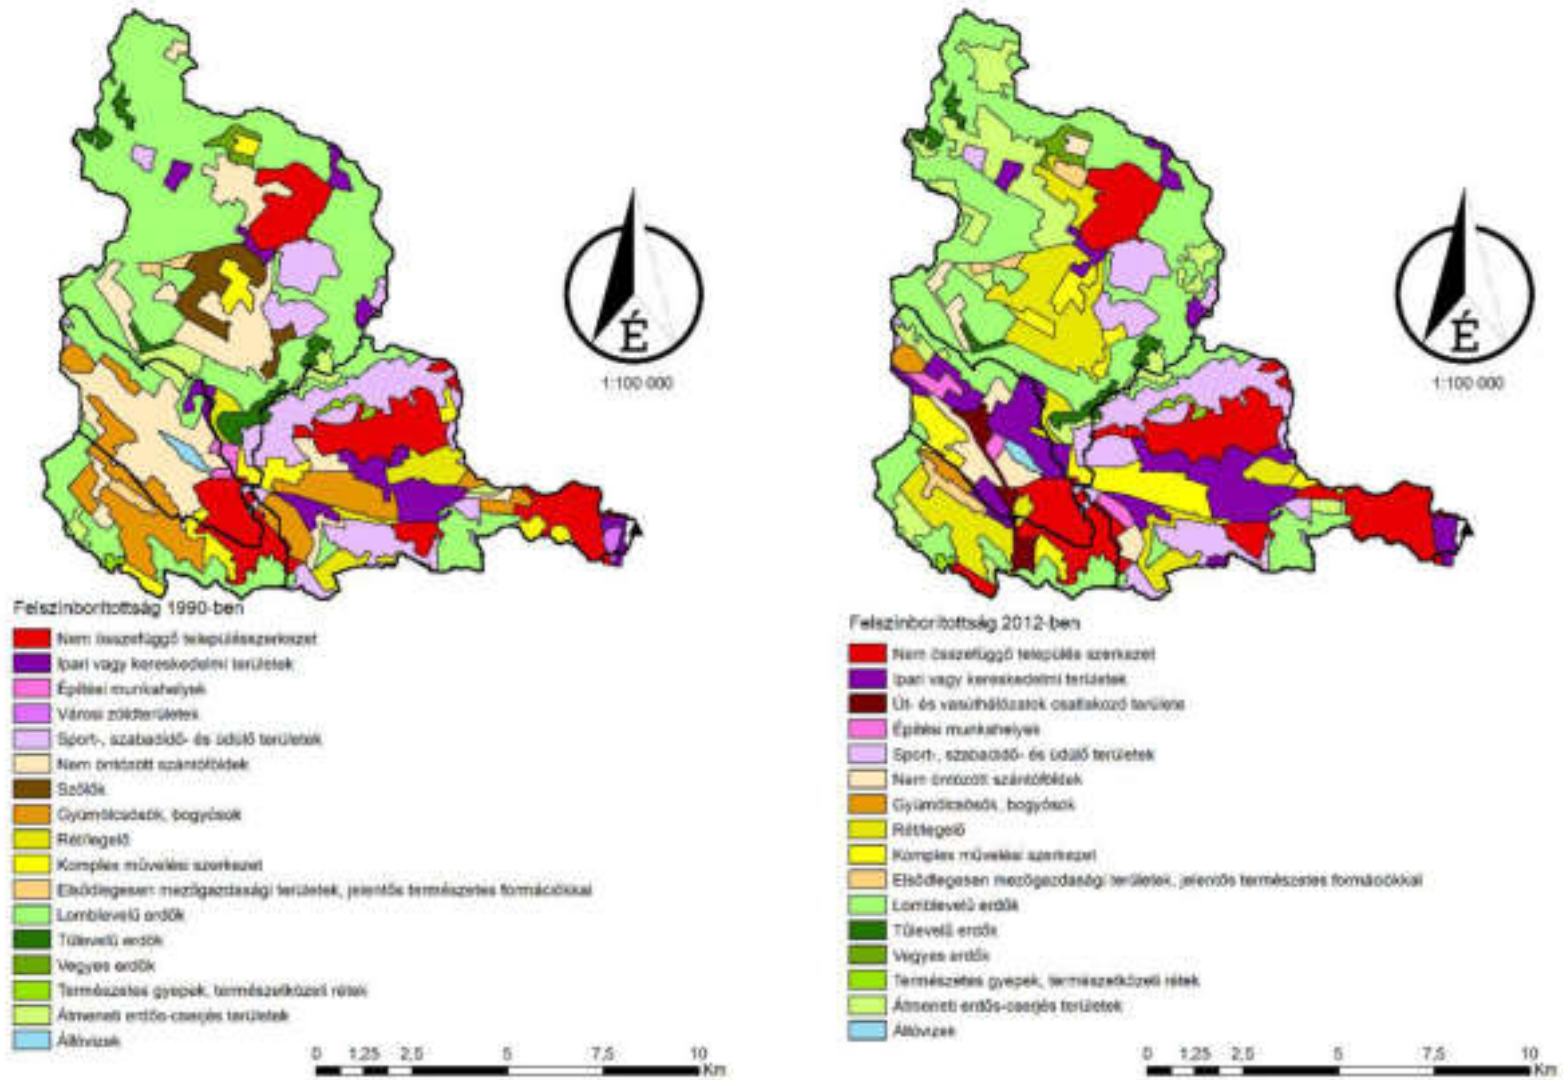 É
1:100 000
É
1:100 000
Felszínborítottság 1990-ben
Nem összefüggő településszerkezet
Ipari vagy kereskedelmi területek
Építési munkahelyek
Városi zöldterületek
Sport-, szabadidő- és üdülő területek
Nem öntözött szántóföldek
Szőlők
Gyümölcsösök, bogyósok
Rét/legelő
Komplex művelési szerkezet
Elsődlegesen mezőgazdasági területek, jelentős természetes formációkkal
Lomblevelű erdők
Tűlevelű erdők
Vegyes erdők
Természetes gyepek, természetközeli rétek
Átmeneti erdős-cserjés területek
Állóvizek
0 1,25 2,5 5 7,5 10
Km
Felszínborítottság 2012-ben
Nem összefüggő település szerkezet
Ipari vagy kereskedelmi területek
Út- és vasúthálózatok csatlakozó területe
Építési munkahelyek
Sport-, szabadidő- és üdülő területek
Nem öntözött szántóföldek
Gyümölcsösök, bogyósok
Rét/legelő
Komplex művelési szerkezet
Elsődlegesen mezőgazdasági területek, jelentős természetes formációkkal
Lomblevelű erdők
Tűlevelű erdők
Vegyes erdők
Természetes gyepek, természetközeli rétek
Átmeneti erdős-cserjés területek
Állóvizek
0 1,25 2,5 5 7,5 10
Km